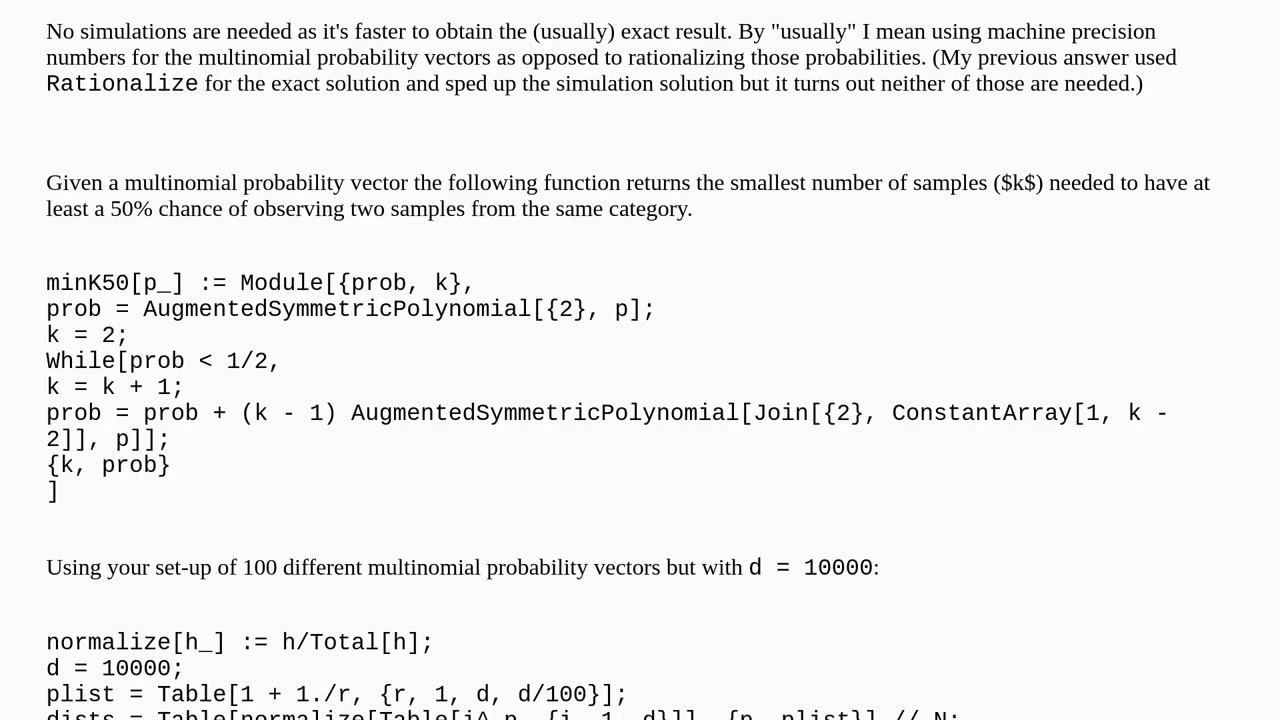 No simulations are needed as it's faster to obtain the (usually) exact result. By "usually" I mean using machine precision
numbers for the multinomial probability vectors as opposed to rationalizing those probabilities. (My previous answer used
Rationalize for the exact solution and sped up the simulation solution but it turns out neither of those are needed.)
Given a multinomial probability vector the following function returns the smallest number of samples ($k$) needed to have at
least a 50% chance of observing two samples from the same category.
minK50[p_] := Module[{prob, k},
prob = AugmentedSymmetricPolynomial[{2}, p];
k = 2;
While[prob < 1/2,
k = k + 1;
prob = prob + (k - 1) AugmentedSymmetricPolynomial[Join[{2}, ConstantArray[1, k -
2]], p]];
{k, prob}
]
Using your set-up of 100 different multinomial probability vectors but with d = 10000:
normalize[h_] := h/Total[h];
d = 10000;
plist = Table[1 + 1./r, {r, 1, d, d/100}];
dists = Table[normalize[Table[i^-p, {i, 1, d}]], {p, plist}] // N;